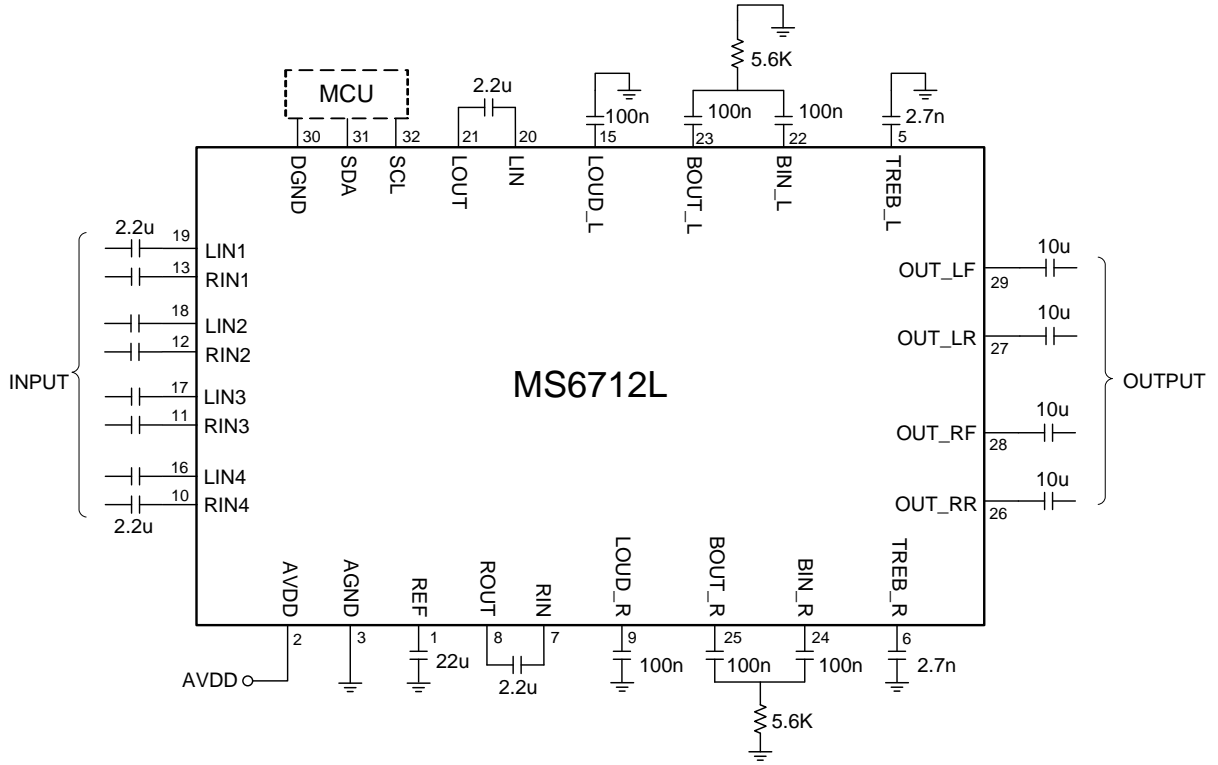 5.6K
MCU
2.2u
100n
100n
100n
2.7n
30 31 32 21 20 15 23 22 5
DGND SDA SCL LOUT LIN LOUD_L BOUT_L BIN_L TREB_L
2.2u
19 LIN1
13 RIN1
18 LIN2
12 RIN2
17 LIN3
11 RIN3
16 LIN4
10 RIN4
2.2u
INPUT
MS6712L
OUT_LF 29 10u
OUT_LR 27 10u
OUT_RF 28 10u
OUT_RR 26 10u
OUTPUT
AVDD AGND REF ROUT RIN LOUD_R BOUT_R BIN_R TREB_R
2 3 1 8 7 9 25 24 6
AVDD
22u
2.2u
100n
100n
100n
2.7n
5.6K